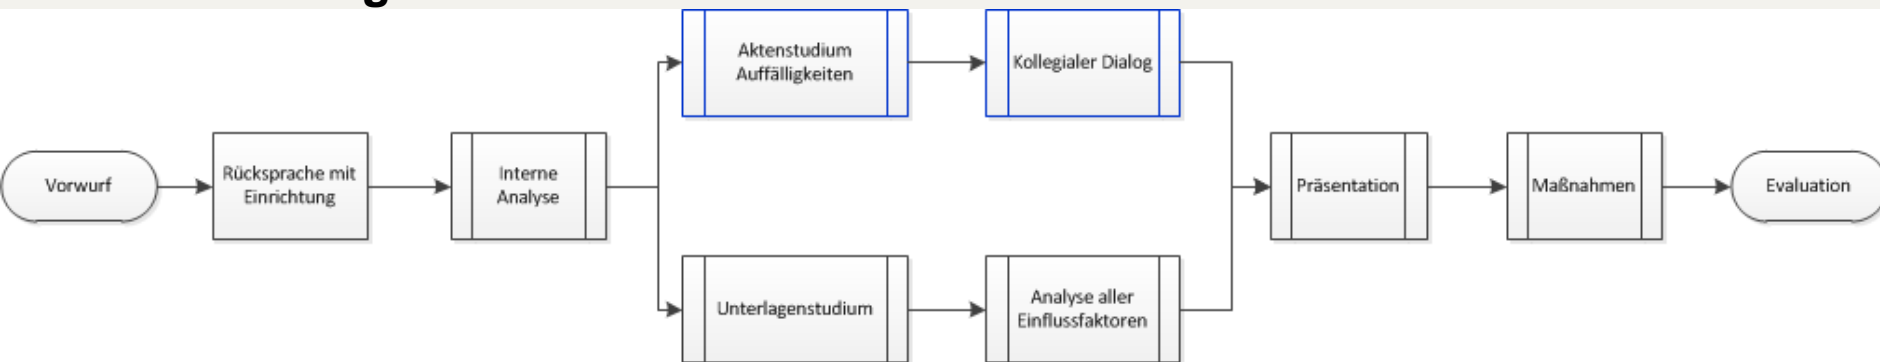 Aktenstudium
Auffälligkeiten
Kollegialer Dialog
Vorwurf
Rücksprache mit
Einrichtung
Interne
Analyse
Präsentation
Maßnahmen
Evaluation
Unterlagenstudium
Analyse aller
Einflussfaktoren